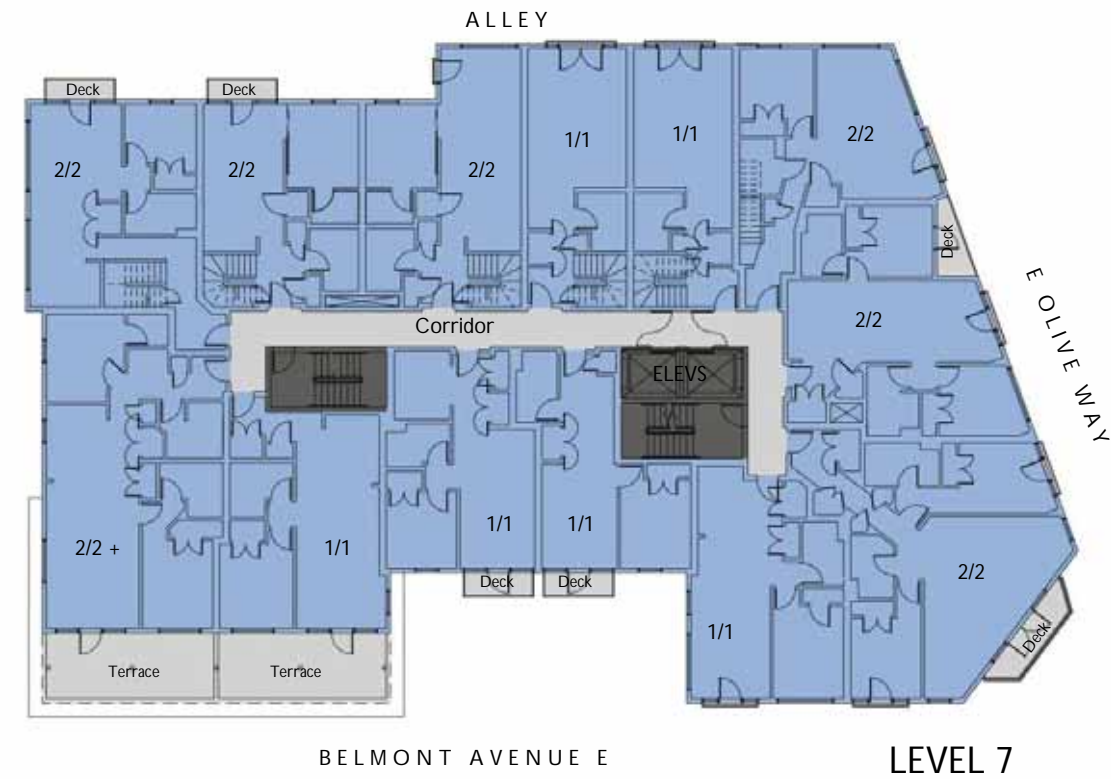 ALLEY
Deck
Deck
2/2
2/2
2/2
1/1
1/1
2/2
Deck
E OLIVE WAY
Corridor
2/2
ELEVS
2/2 +
1/1
1/1
1/1
2/2
Deck
Deck
1/1
Deck
Terrace
Terrace
BELMONT AVENUE E
LEVEL 7